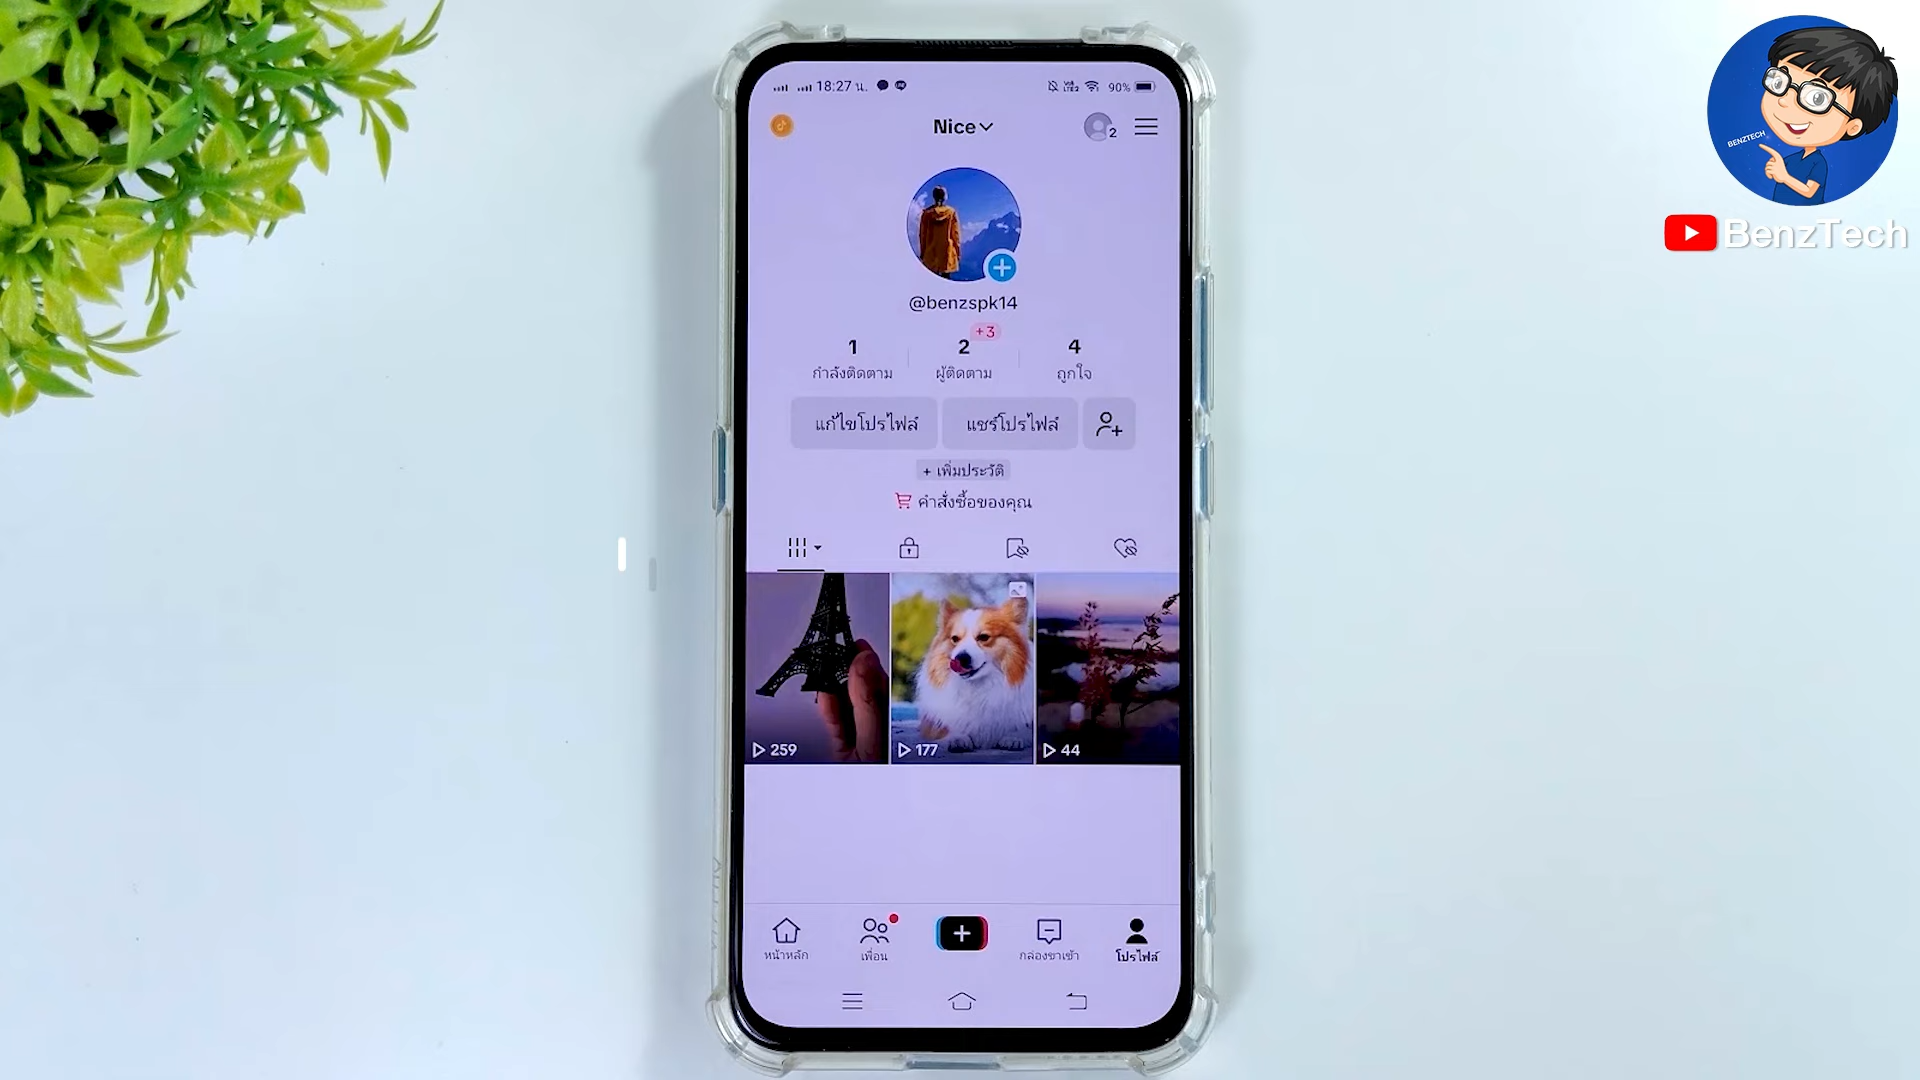 18:27 น.
90%
Nice
2
@benzspk14
+3
1
2
4
กำลังติดตาม
ผู้ติดตาม
ถูกใจ
แก้ไขโปรไฟล์
แชร์โปรไฟล์
+ เพิ่มประวัติ
คำสั่งซื้อของคุณ
259
177
44
หน้าหลัก
เพื่อน
กล่องขาเข้า
โปรไฟล์
BENZTECH
BenzTech